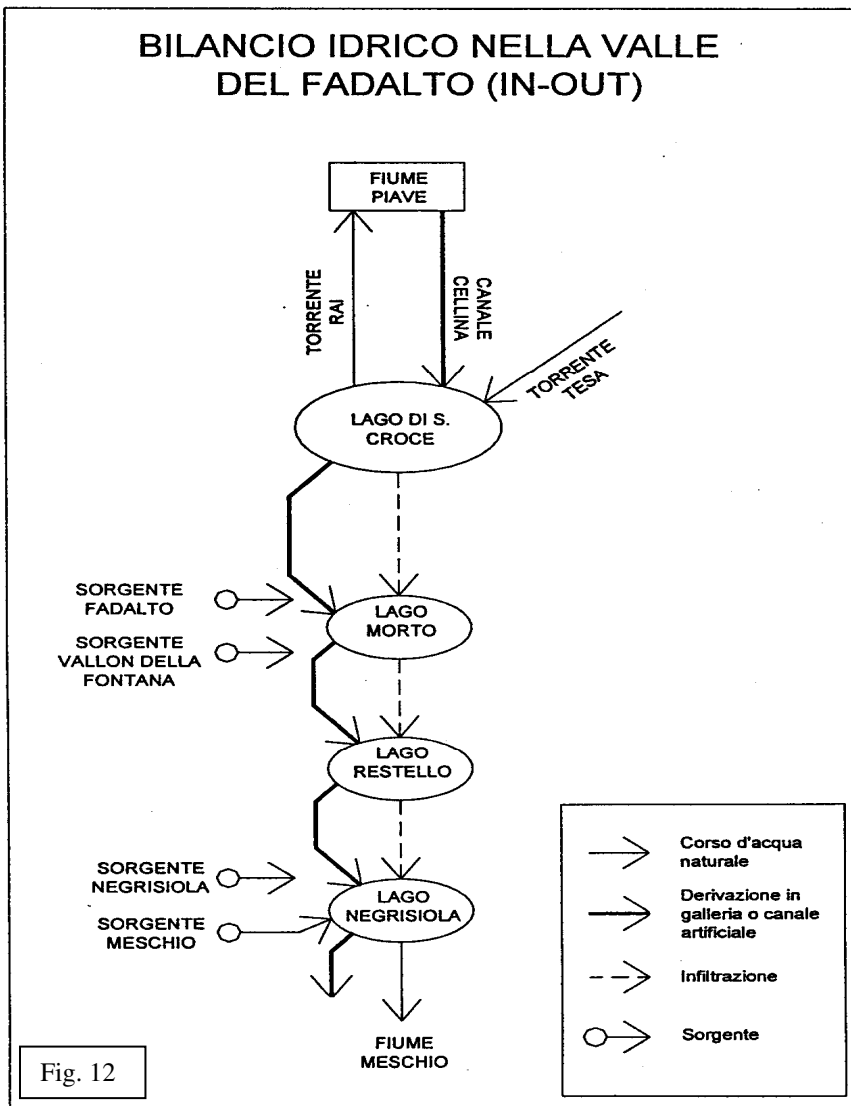 BILANCIO IDRICO NELLA VALLE
DEL FADALTO (IN-OUT)
FIUME
PIAVE
TORRENTE
RAI
CANALE
CELLINA
TORRENTE
TESA
LAGO DI S.
CROCE
SORGENTE
FADALTO
LAGO
MORTO
SORGENTE
VALLON DELLA
FONTANA
LAGO
RESTELLO
SORGENTE
NEGRISIOLA
LAGO
NEGRISIOLA
SORGENTE
MESCHIO
FIUME
MESCHIO
Corso d'acqua
naturale
Derivazione in
galleria o canale
artificiale
Infiltrazione
Sorgente
Fig. 12